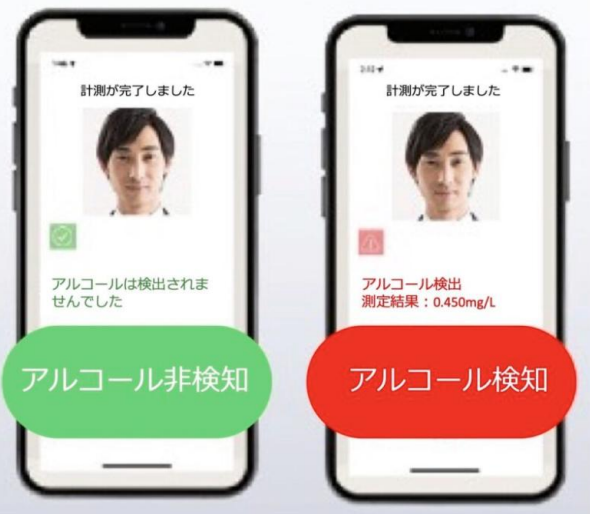 計測が完了しました
アルコールは検出されま
せんでした
アルコール非検知
計測が完了しました
アルコール検出
測定結果：0.450mg/L
アルコール検知